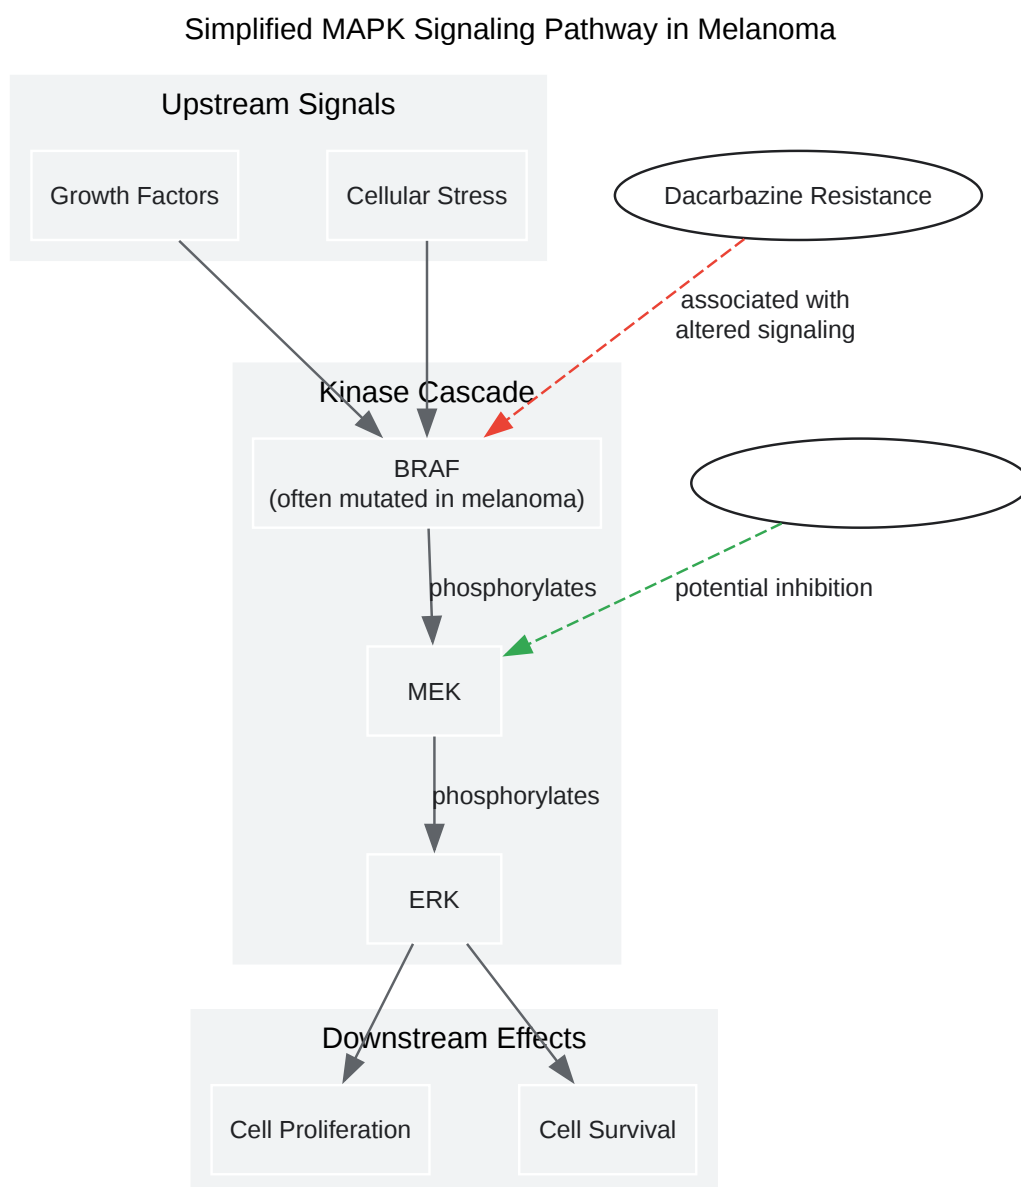 Simplified MAPK Signaling Pathway in Melanoma
Upstream Signals
Growth Factors
Cellular Stress
Dacarbazine Resistance
associated with
altered signaling
Kinase Cascade
BRAF
(often mutated in melanoma)
phosphorylates
potential inhibition
MEK
phosphorylates
ERK
Downstream Effects
Cell Proliferation
Cell Survival